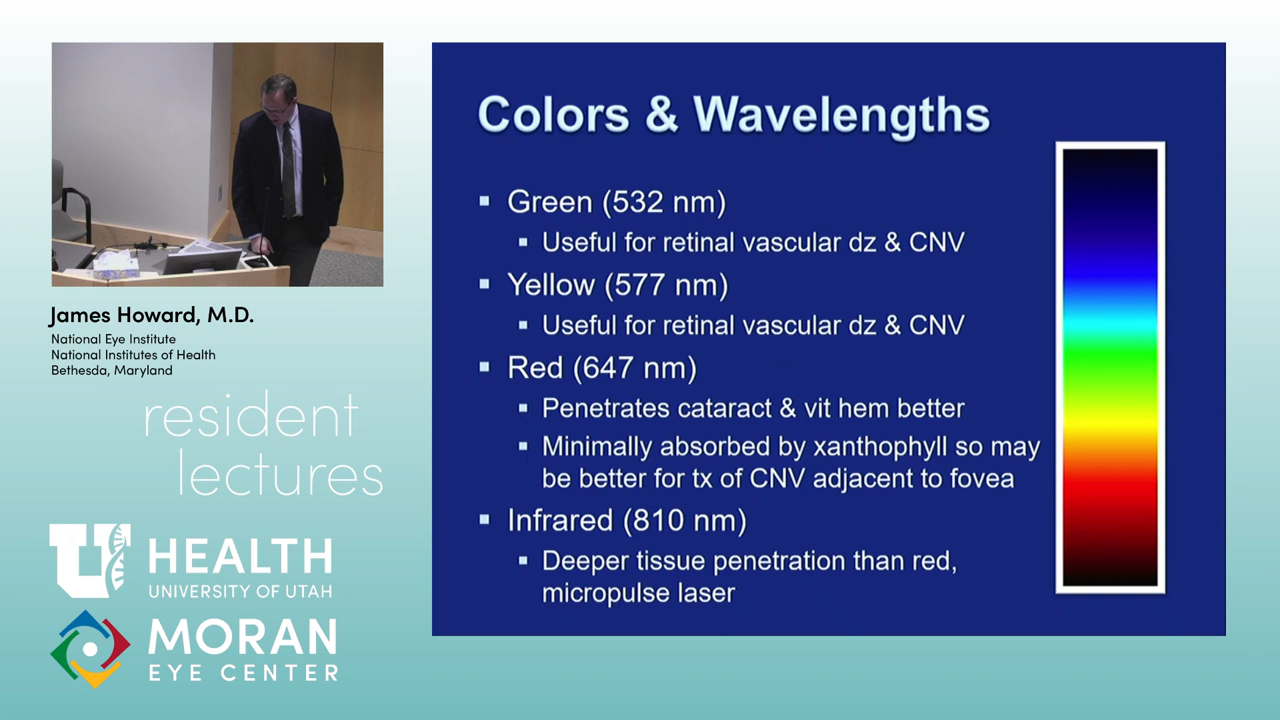 James Howard, M.D.
National Eye Institute
National Institutes of Health
Bethesda, Maryland
resident
lectures
U HEALTH
UNIVERSITY OF UTAH
MORAN
EYE CENTER
Colors & Wavelengths
▪ Green (532 nm)
▪ Useful for retinal vascular dz & CNV
▪ Yellow (577 nm)
▪ Useful for retinal vascular dz & CNV
▪ Red (647 nm)
▪ Penetrates cataract & vit hem better
▪ Minimally absorbed by xanthophyll so may
be better for tx of CNV adjacent to fovea
▪ Infrared (810 nm)
▪ Deeper tissue penetration than red,
micropulse laser